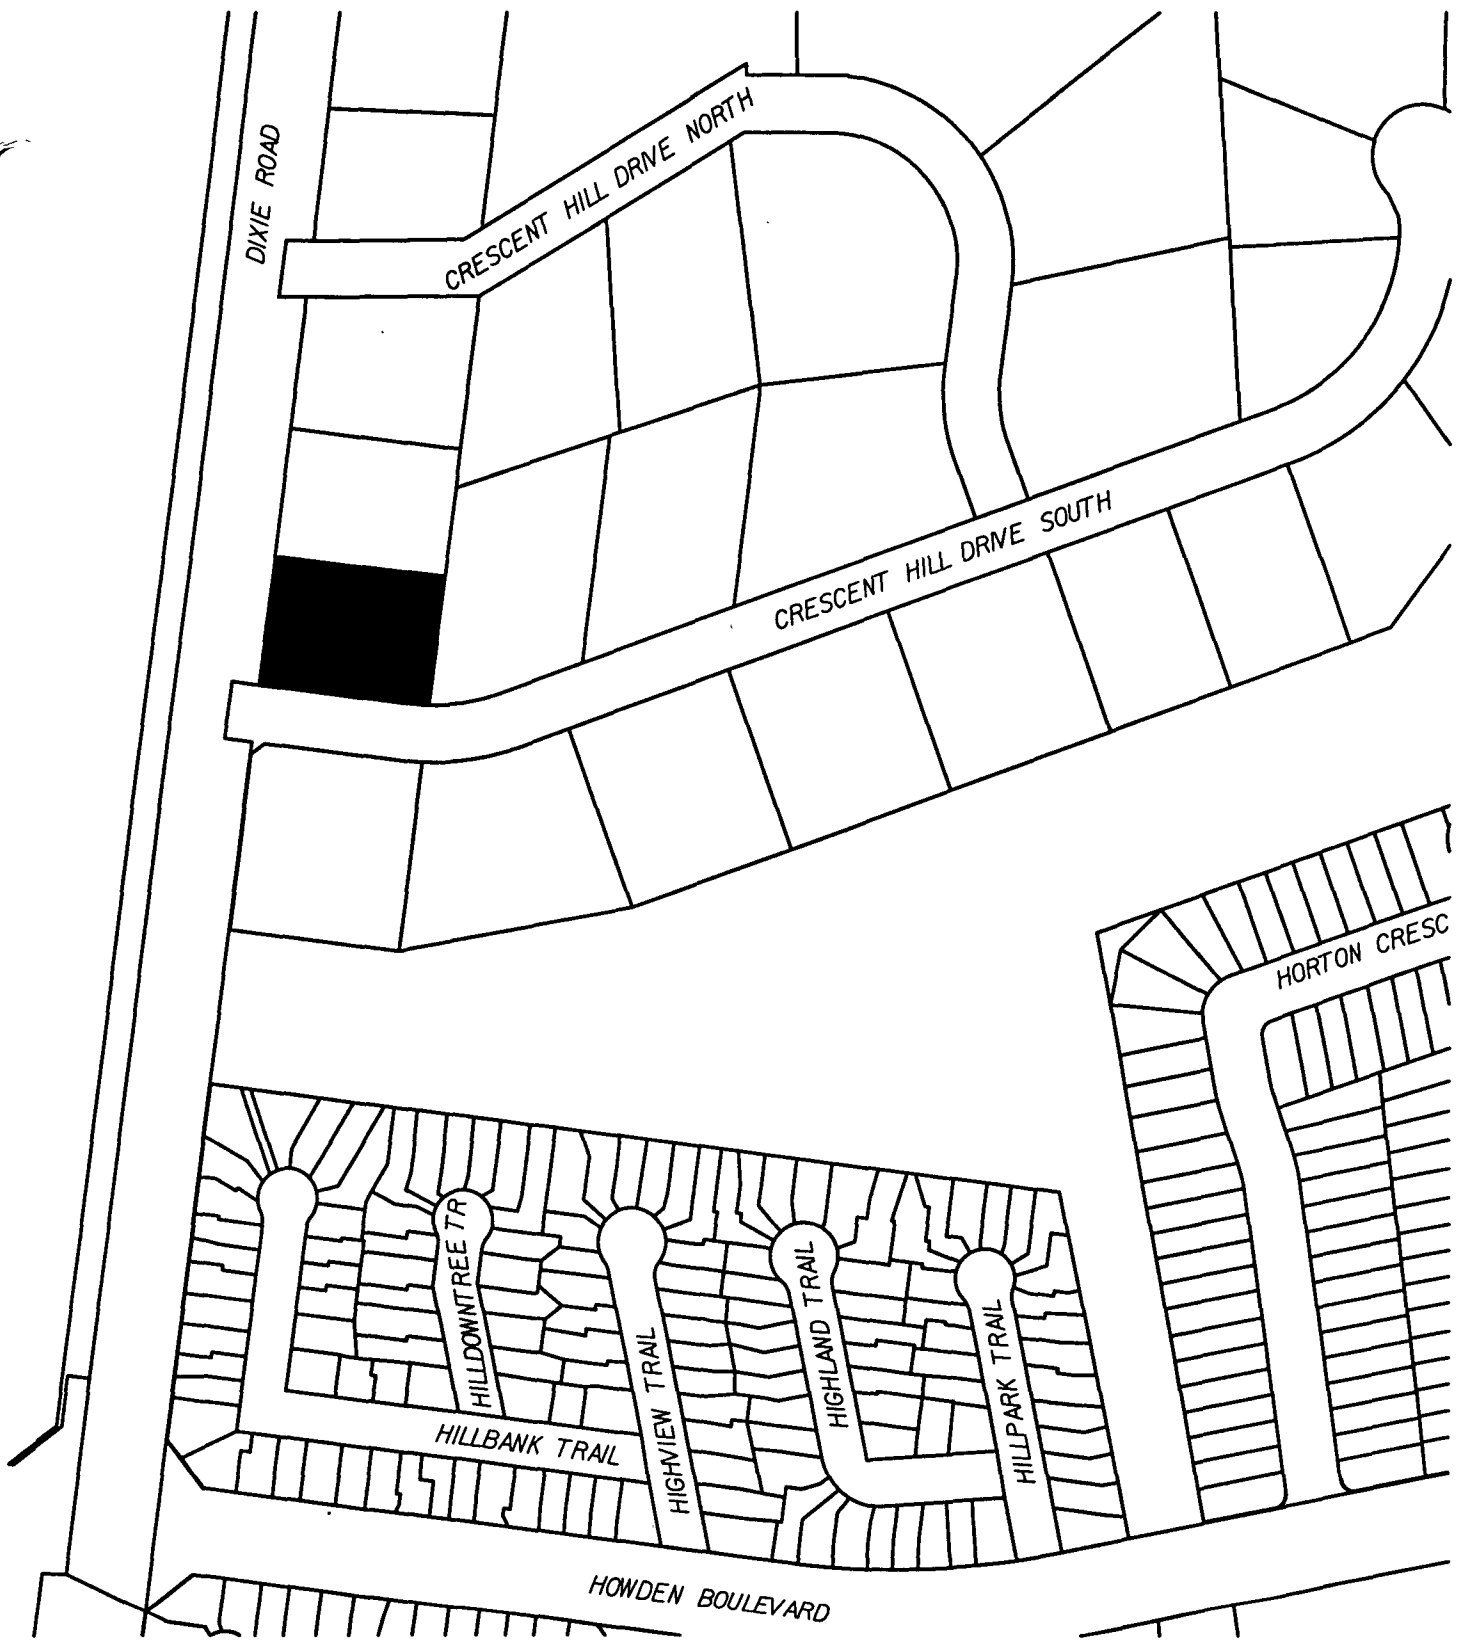 DIXIE ROAD
CRESCENT HILL DRIVE NORTH
CRESCENT HILL DRIVE SOUTH
HORTON CRESC
HILLDOWNTREE TR
HIGHVIEW TRAIL
HIGHLAND TRAIL
HILLPARK TRAIL
HILLBANK TRAIL
HOWDEN BOULEVARD